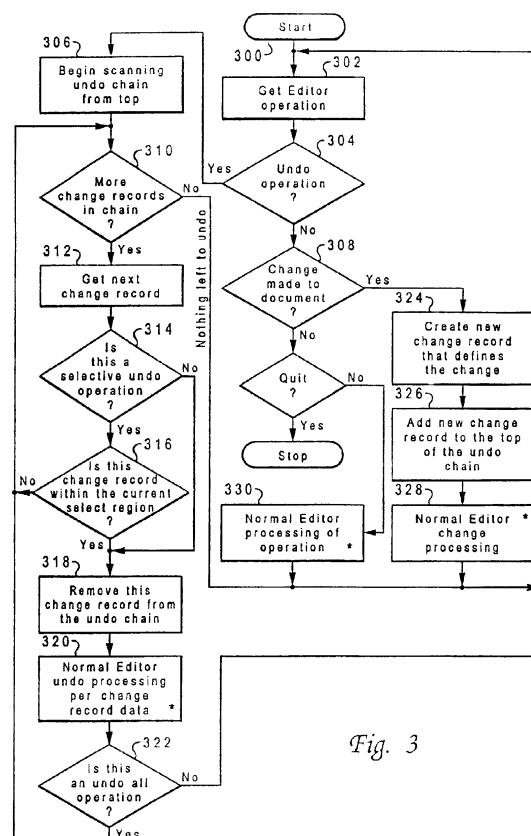 Start
300
302
Get Editor
operation
304
Undo
operation
?
Yes
No
306
Begin scanning
undo chain
from top
310
More
change records
in chain
?
No
Yes
Nothing left to undo
312
Get next
change record
314
Is
this a
selective undo
operation
?
No
Yes
316
Is this
change record
within the current
select region
?
No
Yes
318
Remove this
change record from
the undo chain
320
Normal Editor
undo processing
per change
record data *
322
Is this
an undo all
operation
?
No
Yes
308
Change
made to
document
?
Yes
No
Quit
?
No
Yes
Stop
330
Normal Editor
processing of
operation *
324
Create new
change record
that defines
the change
326
Add new change
record to the top
of the undo
chain
328
Normal Editor *
change
processing
Fig. 3